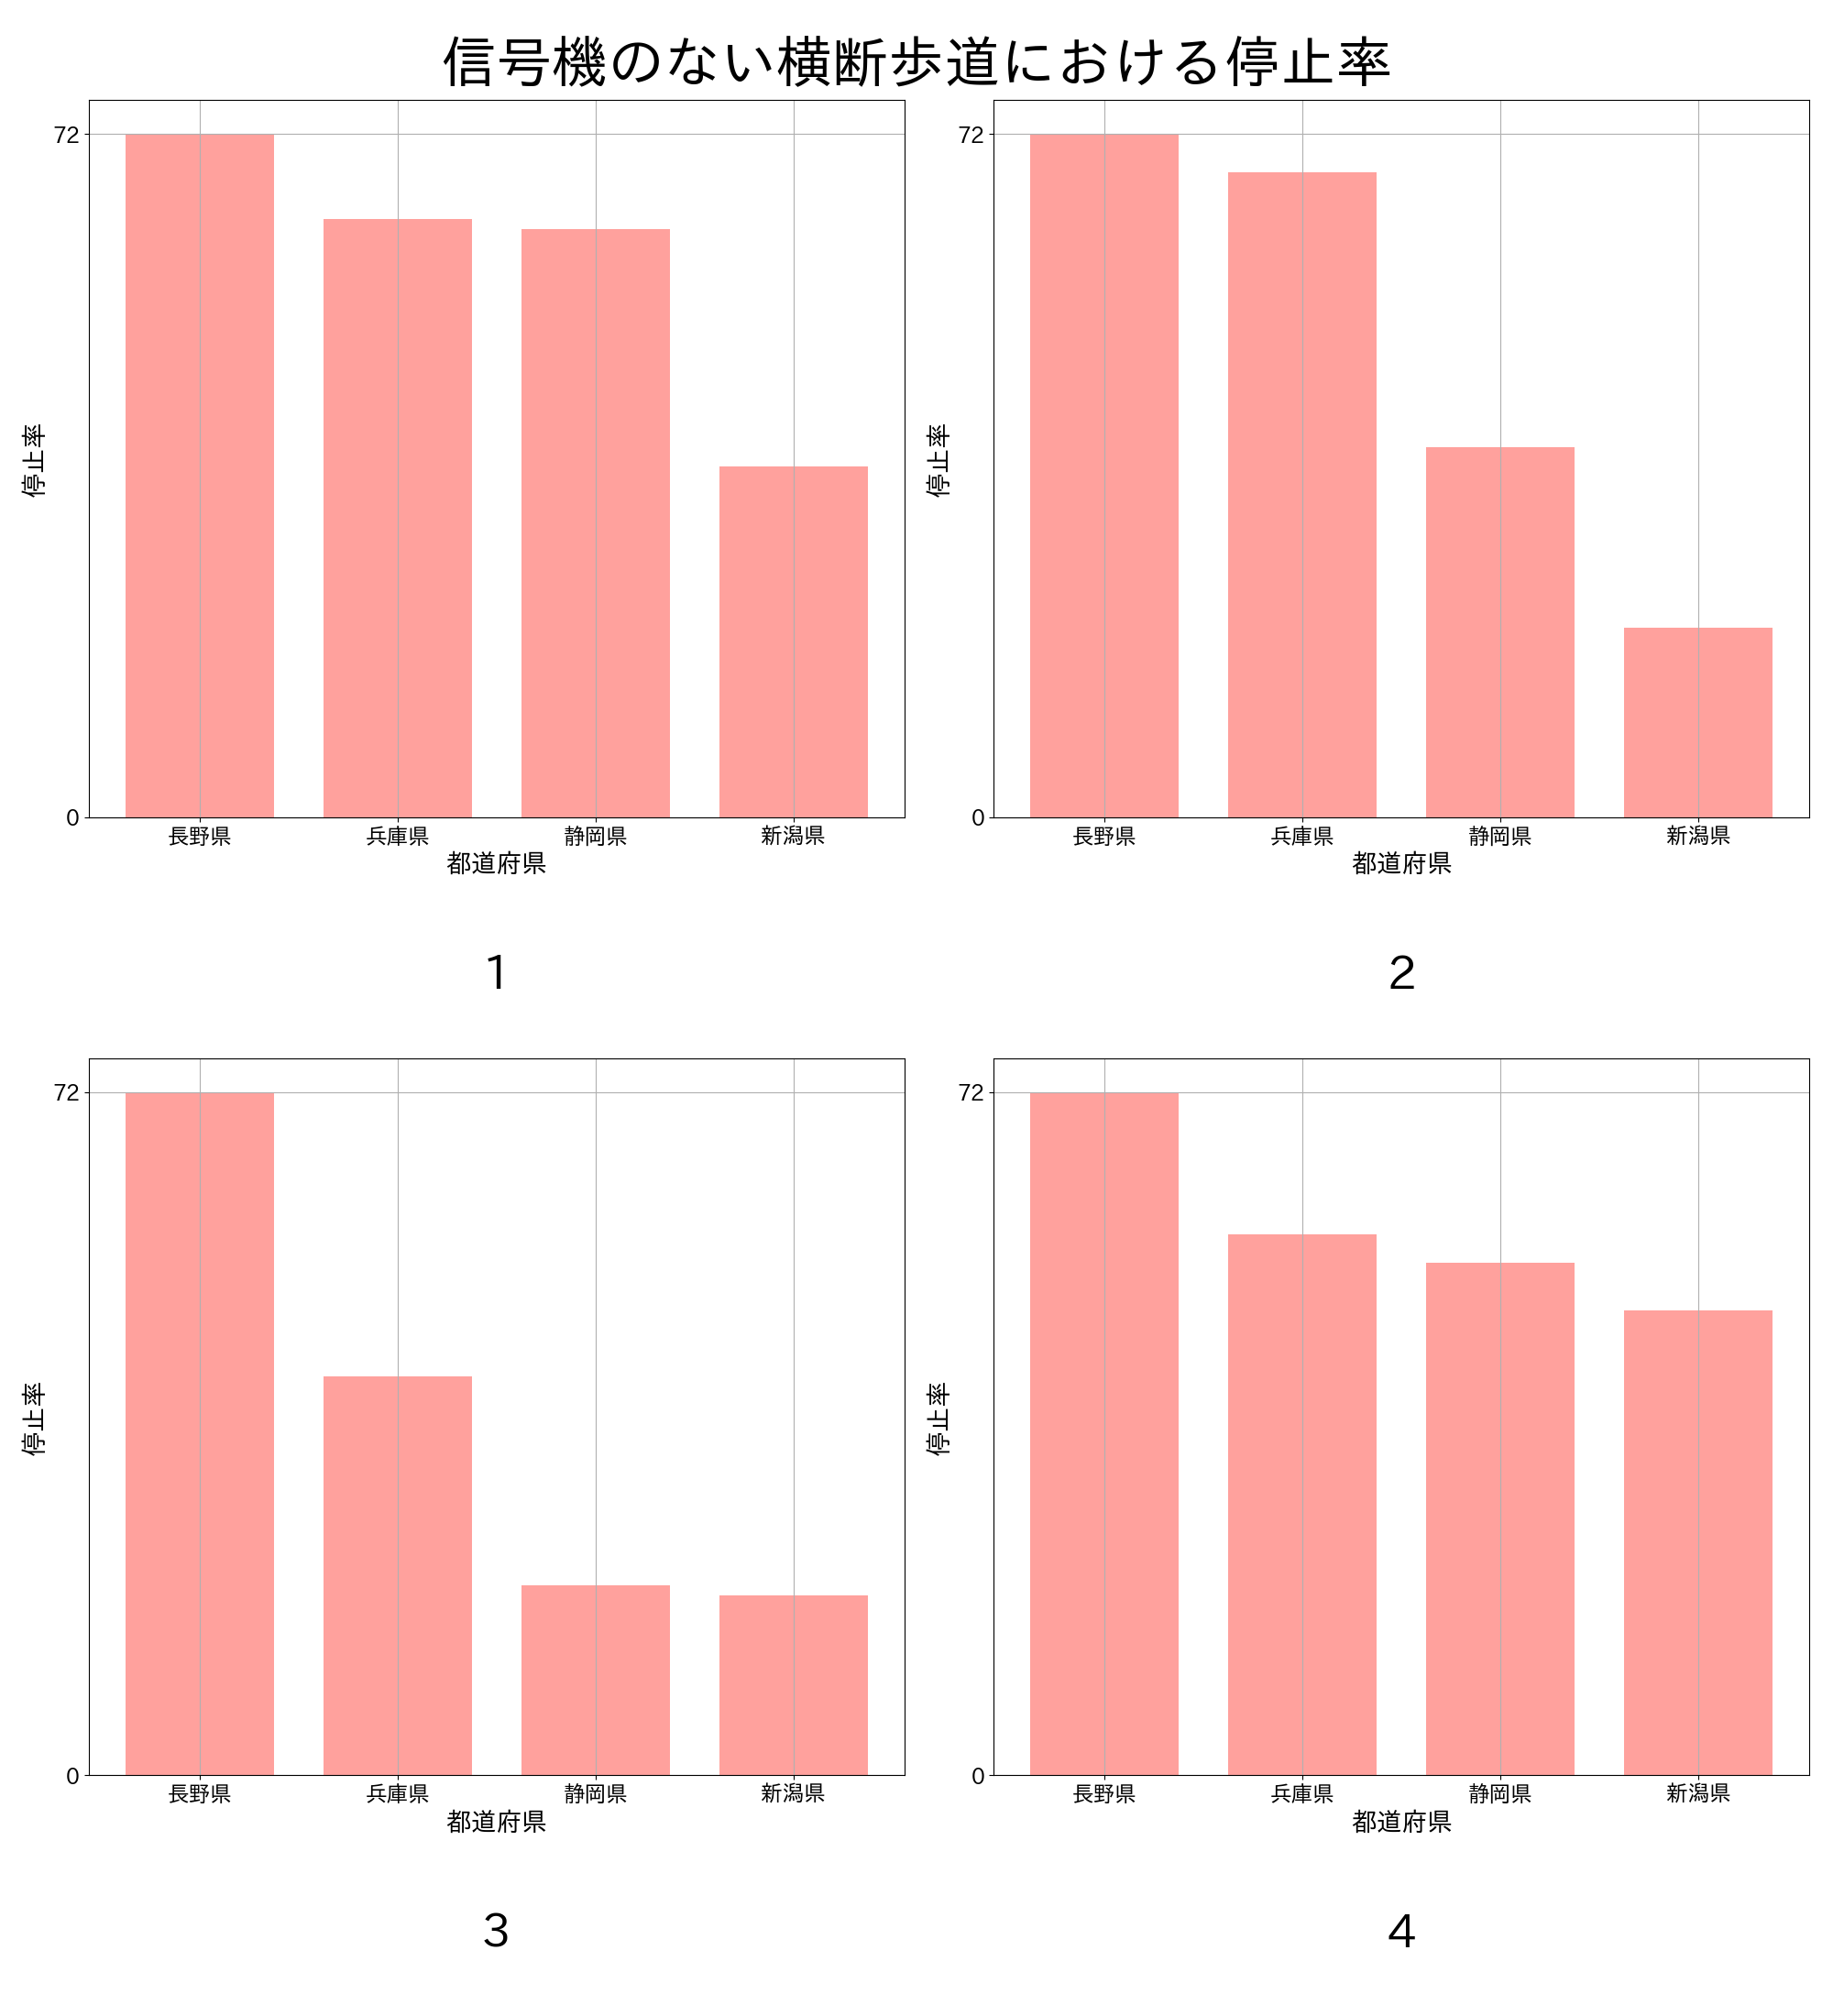 信号機のない横断歩道における停止率
72
0
停止率
長野県 兵庫県 静岡県 新潟県
都道府県
1
72
0
停止率
長野県 兵庫県 静岡県 新潟県
都道府県
2
72
0
停止率
長野県 兵庫県 静岡県 新潟県
都道府県
3
72
0
停止率
長野県 兵庫県 静岡県 新潟県
都道府県
4